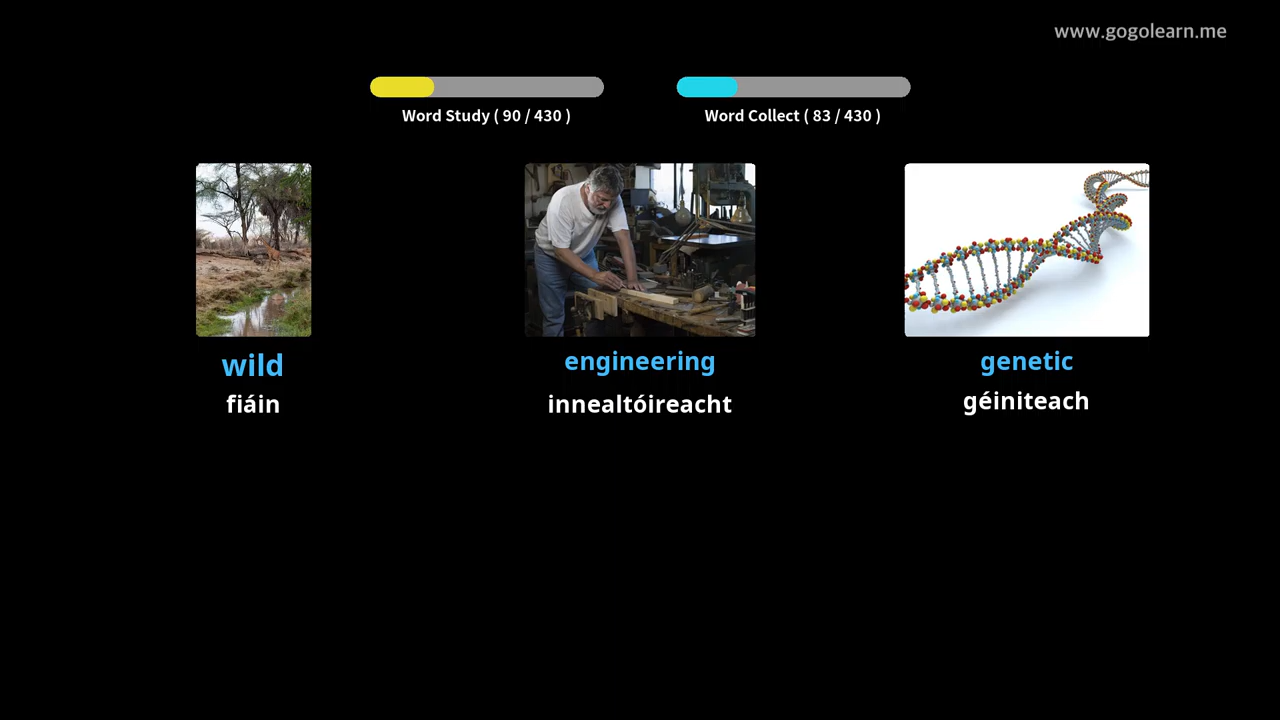 www.gogolearn.me
Word Study ( 90 / 430 )
Word Collect ( 83 / 430 )
wild
fiáin
engineering
innealtóireacht
genetic
géiniteach